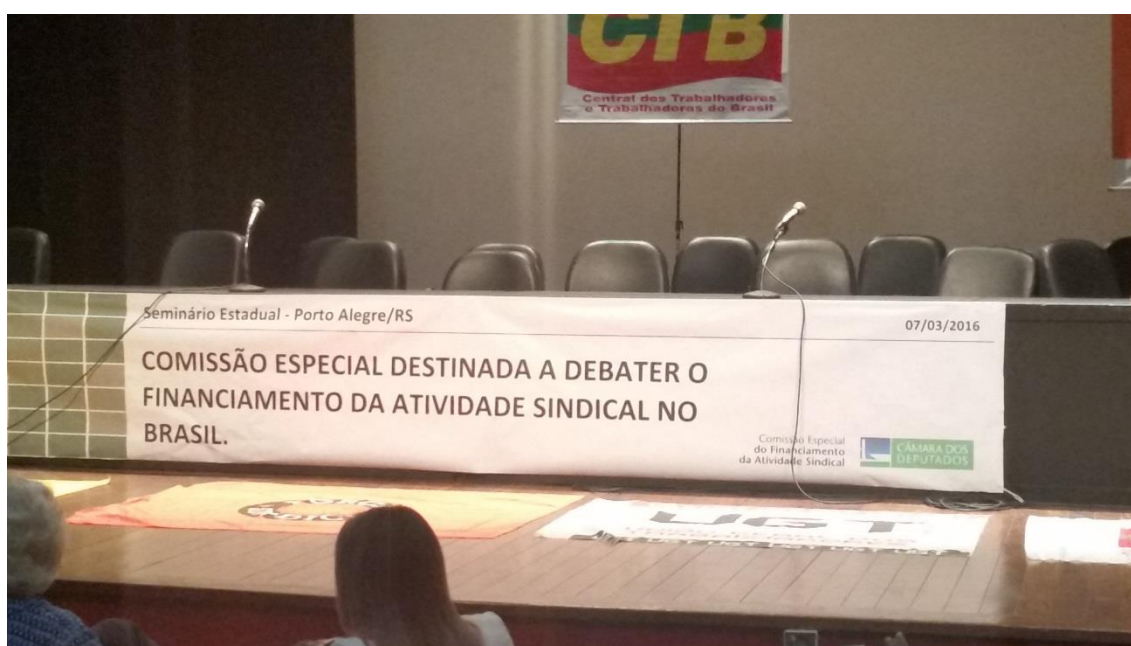 CTB
Central dos Trabalhadores
e Trabalhadoras do Brasil
Seminário Estadual - Porto Alegre/RS
07/03/2016
COMISSÃO ESPECIAL DESTINADA A DEBATER O
FINANCIAMENTO DA ATIVIDADE SINDICAL NO
BRASIL.
Comissão Especial
do Financiamento
da Atividade Sindical
CÂMARA DOS
DEPUTADOS
UGT